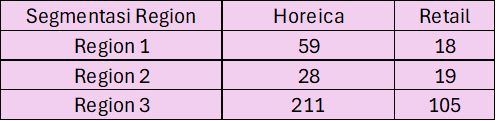 Segmentasi Region Horeica Retail
Region 1 59 18
Region 2 28 19
Region 3 211 105